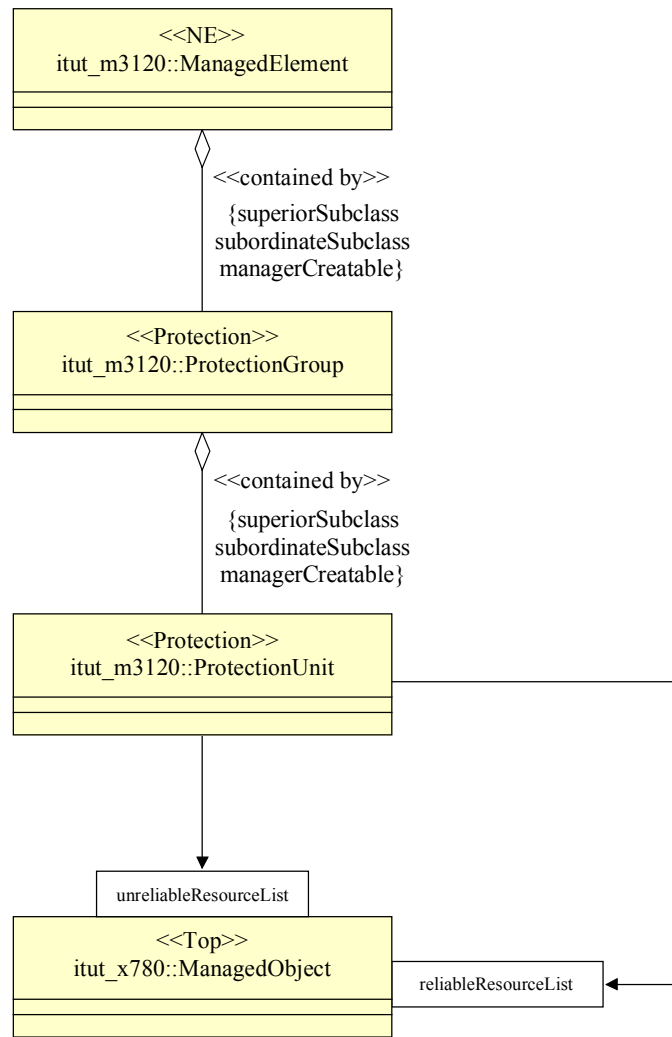 <<NE>>
itut_m3120::ManagedElement
<<contained by>>
{superiorSubclass
subordinateSubclass
managerCreatable}
<<Protection>>
itut_m3120::ProtectionGroup
<<contained by>>
{superiorSubclass
subordinateSubclass
managerCreatable}
<<Protection>>
itut_m3120::ProtectionUnit
unreliableResourceList
<<Top>>
itut_x780::ManagedObject
reliableResourceList